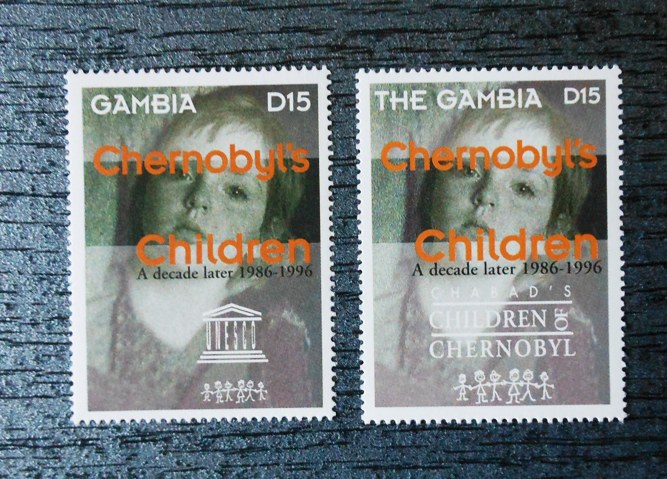 GAMBIA D15
Chernobyl's
Children
A decade later 1986-1996
UNESCO
THE GAMBIA D15
Chernobyl's
Children
A decade later 1986-1996
CHABAD'S
CHILDREN OF
CHERNOBYL